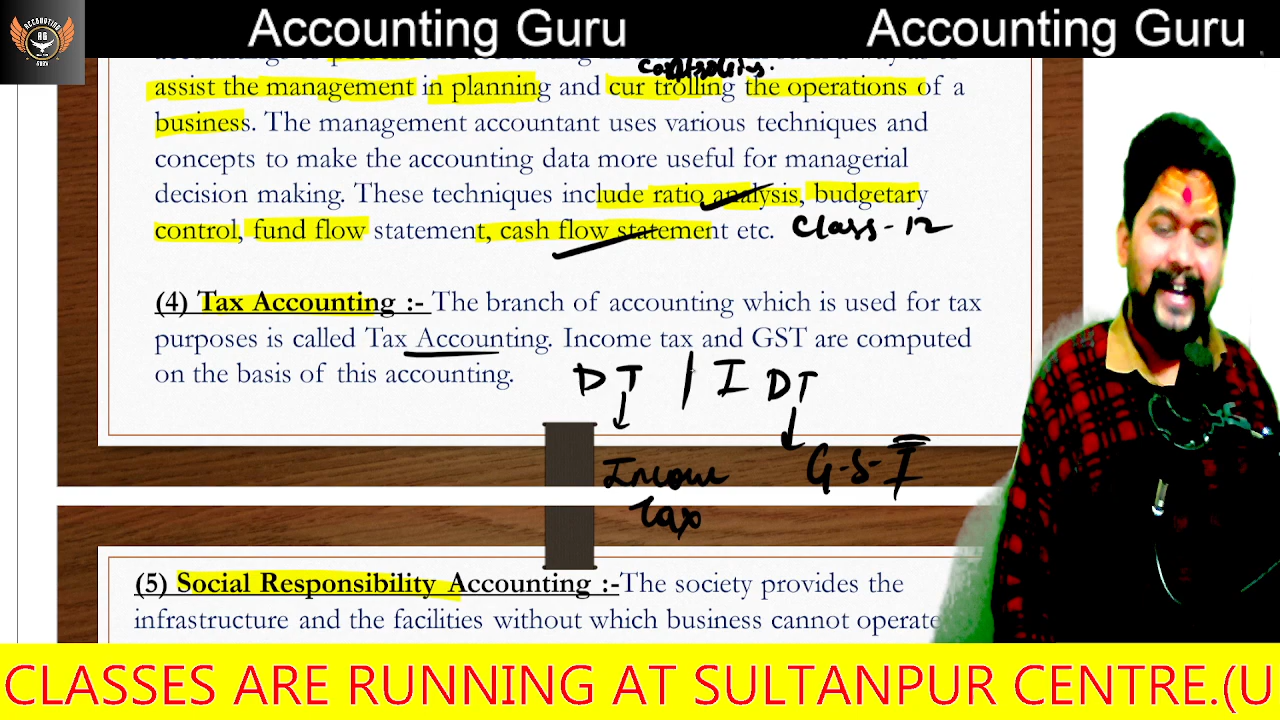 Accounting Guru Accounting Guru
ACCOUNTING
AG
GURU
controlling.
assist the management in planning and cur trolling the operations of a
business. The management accountant uses various techniques and
concepts to make the accounting data more useful for managerial
decision making. These techniques include ratio analysis, budgetary
control, fund flow statement, cash flow statement etc. Class-12
(4) Tax Accounting :- The branch of accounting which is used for tax
purposes is called Tax Accounting. Income tax and GST are computed
on the basis of this accounting.
DT / IDT
Income G-S-T
Tax
(5) Social Responsibility Accounting :-The society provides the
infrastructure and the facilities without which business cannot operate
CLASSES ARE RUNNING AT SULTANPUR CENTRE.(U